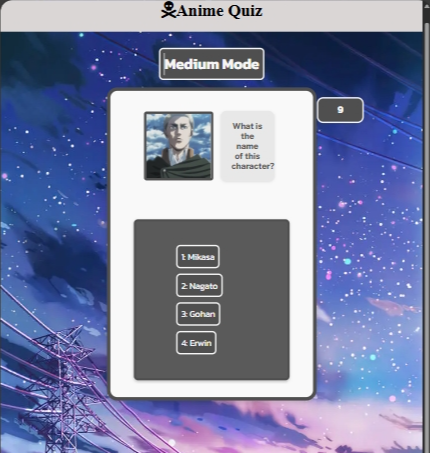 Anime Quiz
Medium Mode
9
What is
the
name
of this
character?
1: Mikasa
2: Nagato
3: Gohan
4: Erwin